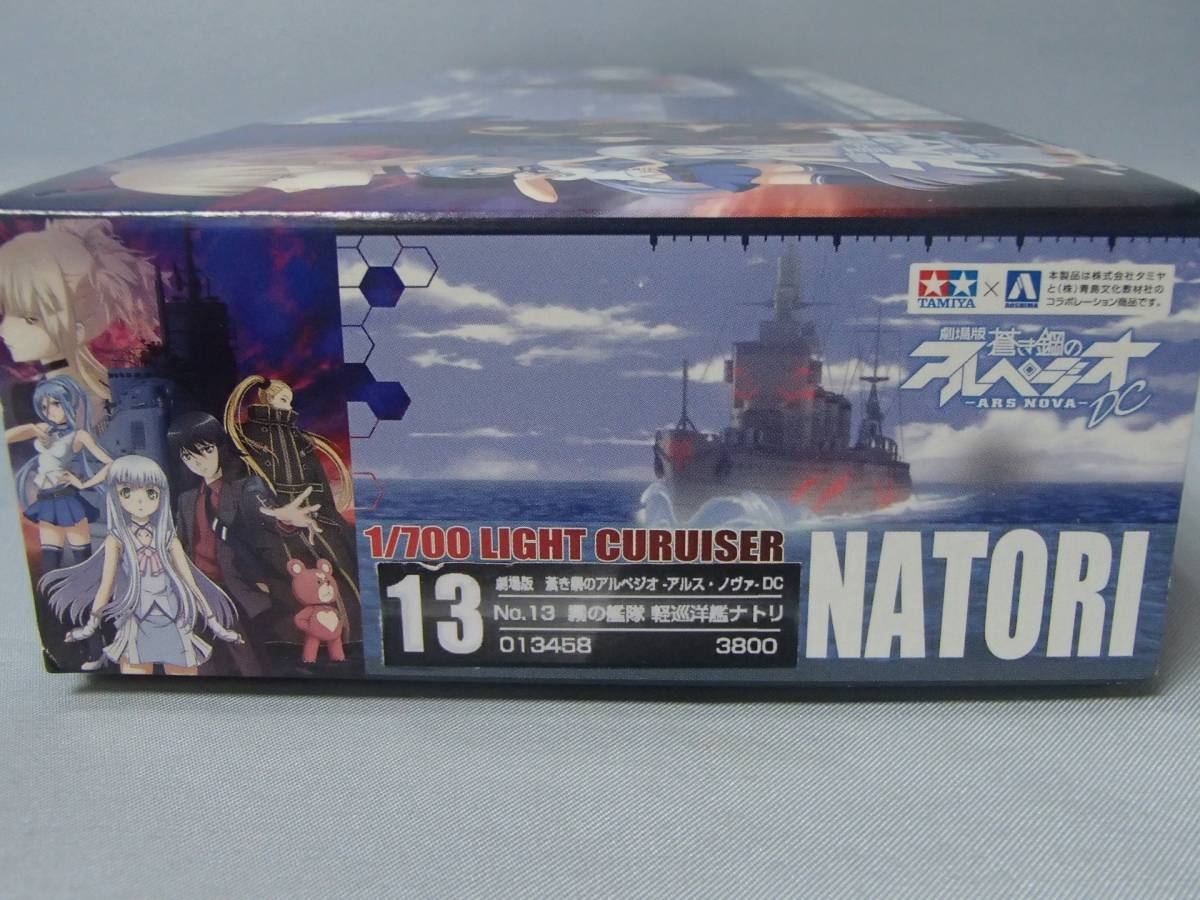 TAMIYA × AOSHIMA
本製品は株式会社タミヤ
と(株)青島文化教材社の
コラボレーション商品です。
劇場版 蒼き鋼の
アルペジオ
-ARS NOVA- DC
1/700 LIGHT CURUISER
NATORI
13
劇場版 蒼き鋼のアルペジオ-アルス・ノヴァ-DC
No.13 霧の艦隊 軽巡洋艦ナトリ
013458 3800